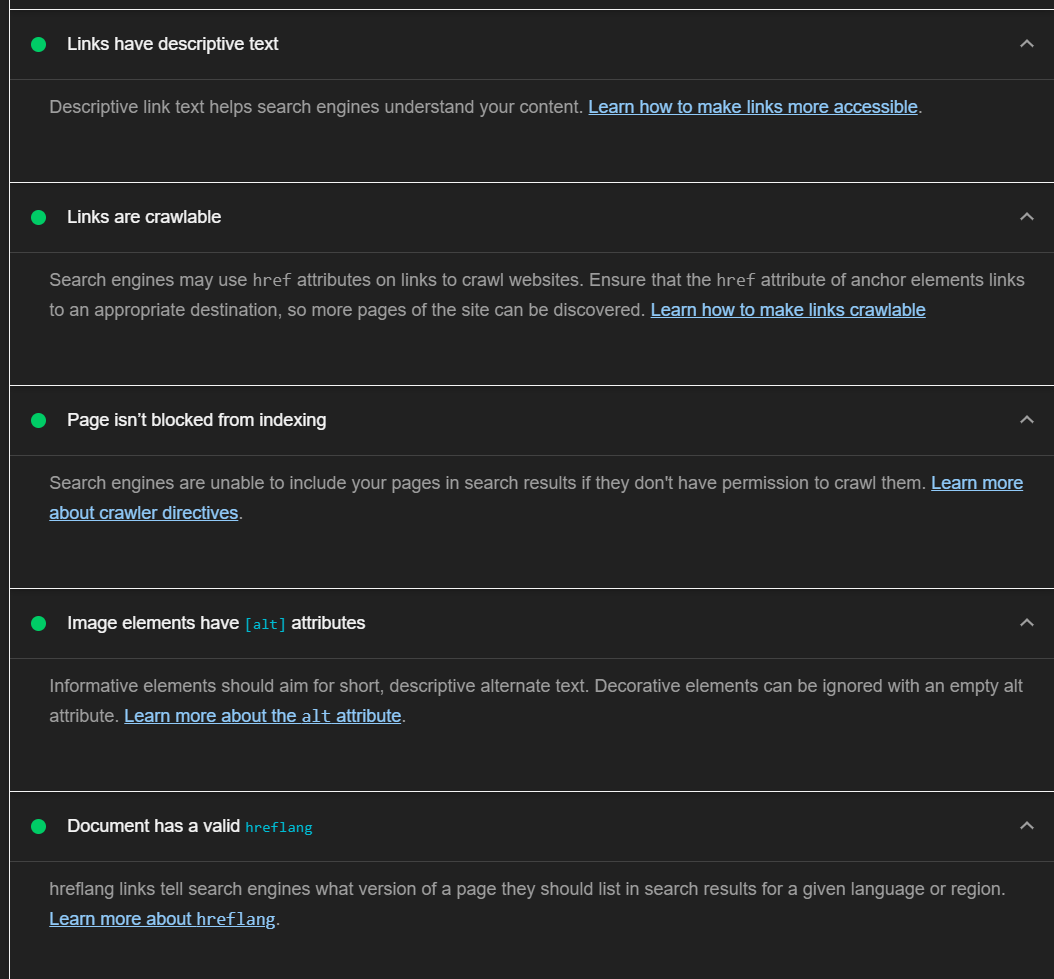 Links have descriptive text
Descriptive link text helps search engines understand your content. Learn how to make links more accessible.
Links are crawlable
Search engines may use href attributes on links to crawl websites. Ensure that the href attribute of anchor elements links
to an appropriate destination, so more pages of the site can be discovered. Learn how to make links crawlable
Page isn’t blocked from indexing
Search engines are unable to include your pages in search results if they don't have permission to crawl them. Learn more
about crawler directives.
Image elements have [alt] attributes
Informative elements should aim for short, descriptive alternate text. Decorative elements can be ignored with an empty alt
attribute. Learn more about the alt attribute.
Document has a valid hreflang
hreflang links tell search engines what version of a page they should list in search results for a given language or region.
Learn more about hreflang.